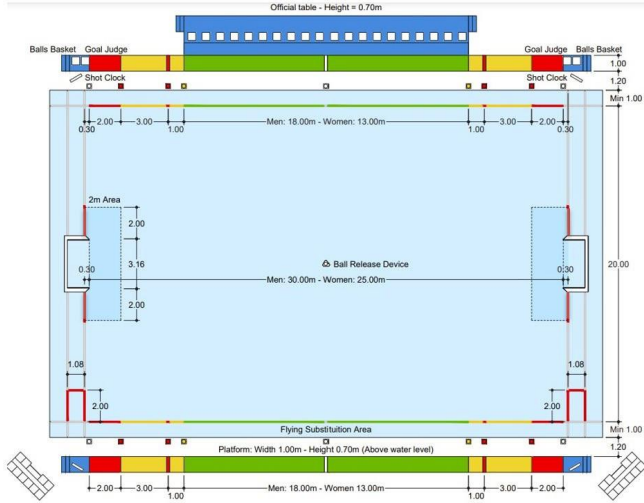 Official table - Height = 0.70m
Balls Basket
Goal Judge
Goal Judge
Balls Basket
Shot Clock
Shot Clock
1.00
1.20
Min 1.00
2.00
3.00
Men: 18.00m - Women: 13.00m
3.00
2.00
0.30
1.00
1.00
0.30
2m Area
2.00
3.16
0.30
Ball Release Device
0.30
20.00
Men: 30.00m - Women: 25.00m
2.00
1.08
1.08
2.00
2.00
Flying Substituition Area
Min 1.00
Platform: Width 1.00m - Height 0.70m (Above water level)
1.20
2.00
3.00
Men: 18.00m - Women 13.00m
3.00
2.00
1.00
1.00